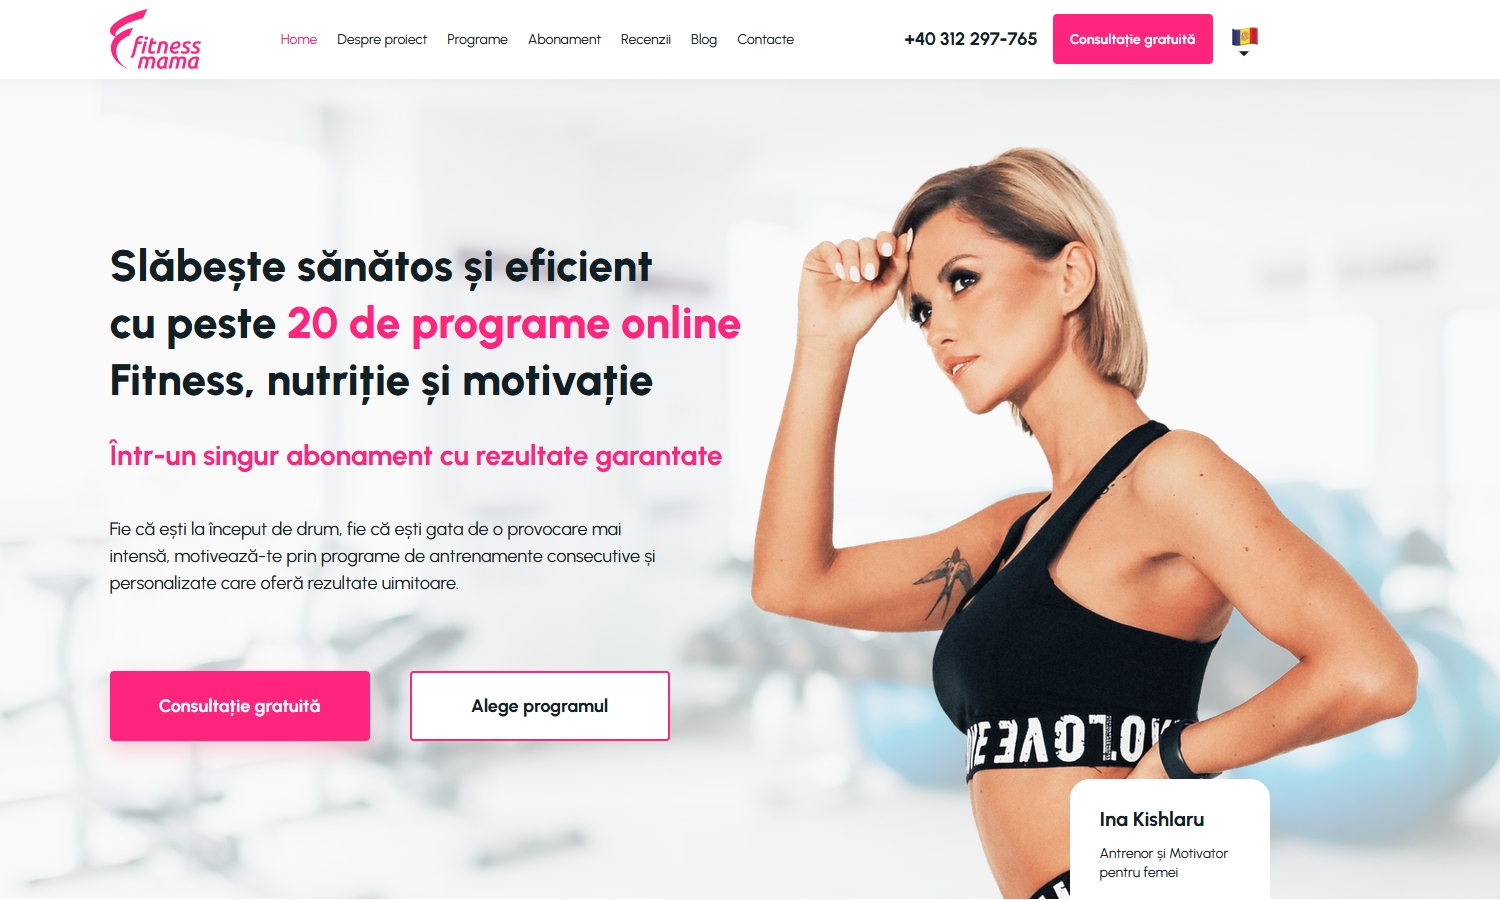 fitness
mama
Home Despre proiect Programe Abonament Recenzii Blog Contacte
+40 312 297-765
Consultație gratuită
Slăbește sănătos și eficient
cu peste 20 de programe online
Fitness, nutriție și motivație
Într-un singur abonament cu rezultate garantate
Fie că ești la început de drum, fie că ești gata de o provocare mai
intensă, motivează-te prin programe de antrenamente consecutive și
personalizate care oferă rezultate uimitoare.
Consultație gratuită
Alege programul
Ina Kishlaru
Antrenor și Motivator
pentru femei